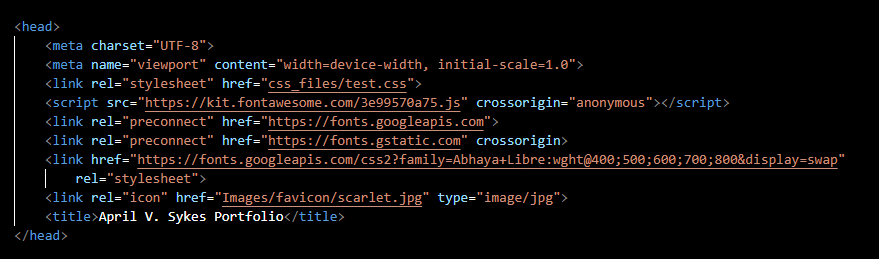 <head>
<meta charset="UTF-8">
<meta name="viewport" content="width=device-width, initial-scale=1.0">
<link rel="stylesheet" href="css_files/test.css">
<script src="https://kit.fontawesome.com/3e99570a75.js" crossorigin="anonymous"></script>
<link rel="preconnect" href="https://fonts.googleapis.com">
<link rel="preconnect" href="https://fonts.gstatic.com" crossorigin>
<link href="https://fonts.googleapis.com/css2?family=Abhaya+Libre:wght@400;500;600;700;800&display=swap"
rel="stylesheet">
<link rel="icon" href="Images/favicon/scarlet.jpg" type="image/jpg">
<title>April V. Sykes Portfolio</title>
</head>